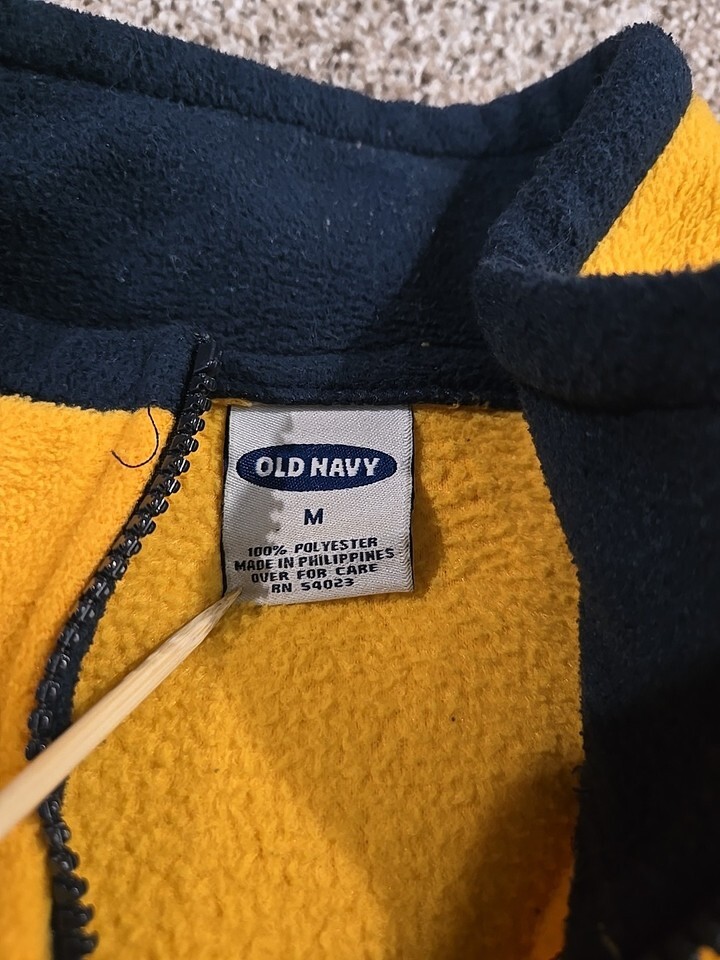 OLD NAVY
M
100% POLYESTER
MADE IN PHILIPPINES
OVER FOR CARE
RN 54023